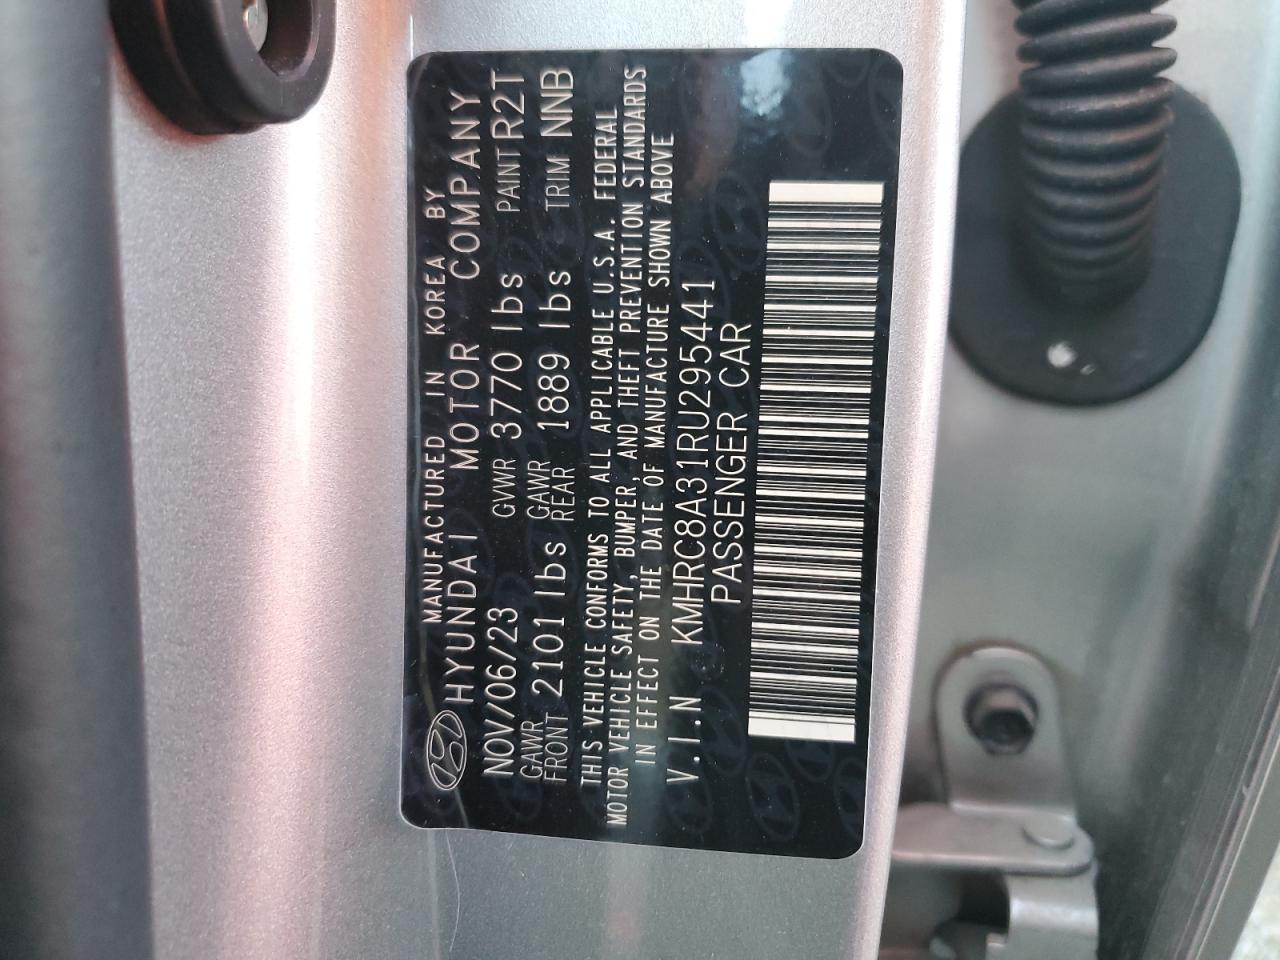 MANUFACTURED IN KOREA BY
HYUNDAI MOTOR COMPANY
NOV/06/23 GVWR 3770 lbs PAINT R2T
GAWR FRONT 2101 lbs GAWR REAR 1889 lbs TRIM NNB
THIS VEHICLE CONFORMS TO ALL APPLICABLE U.S.A. FEDERAL
MOTOR VEHICLE SAFETY, BUMPER, AND THEFT PREVENTION STANDARDS
IN EFFECT ON THE DATE OF MANUFACTURE SHOWN ABOVE
V.I.N KMHRC8A31RU295441
PASSENGER CAR